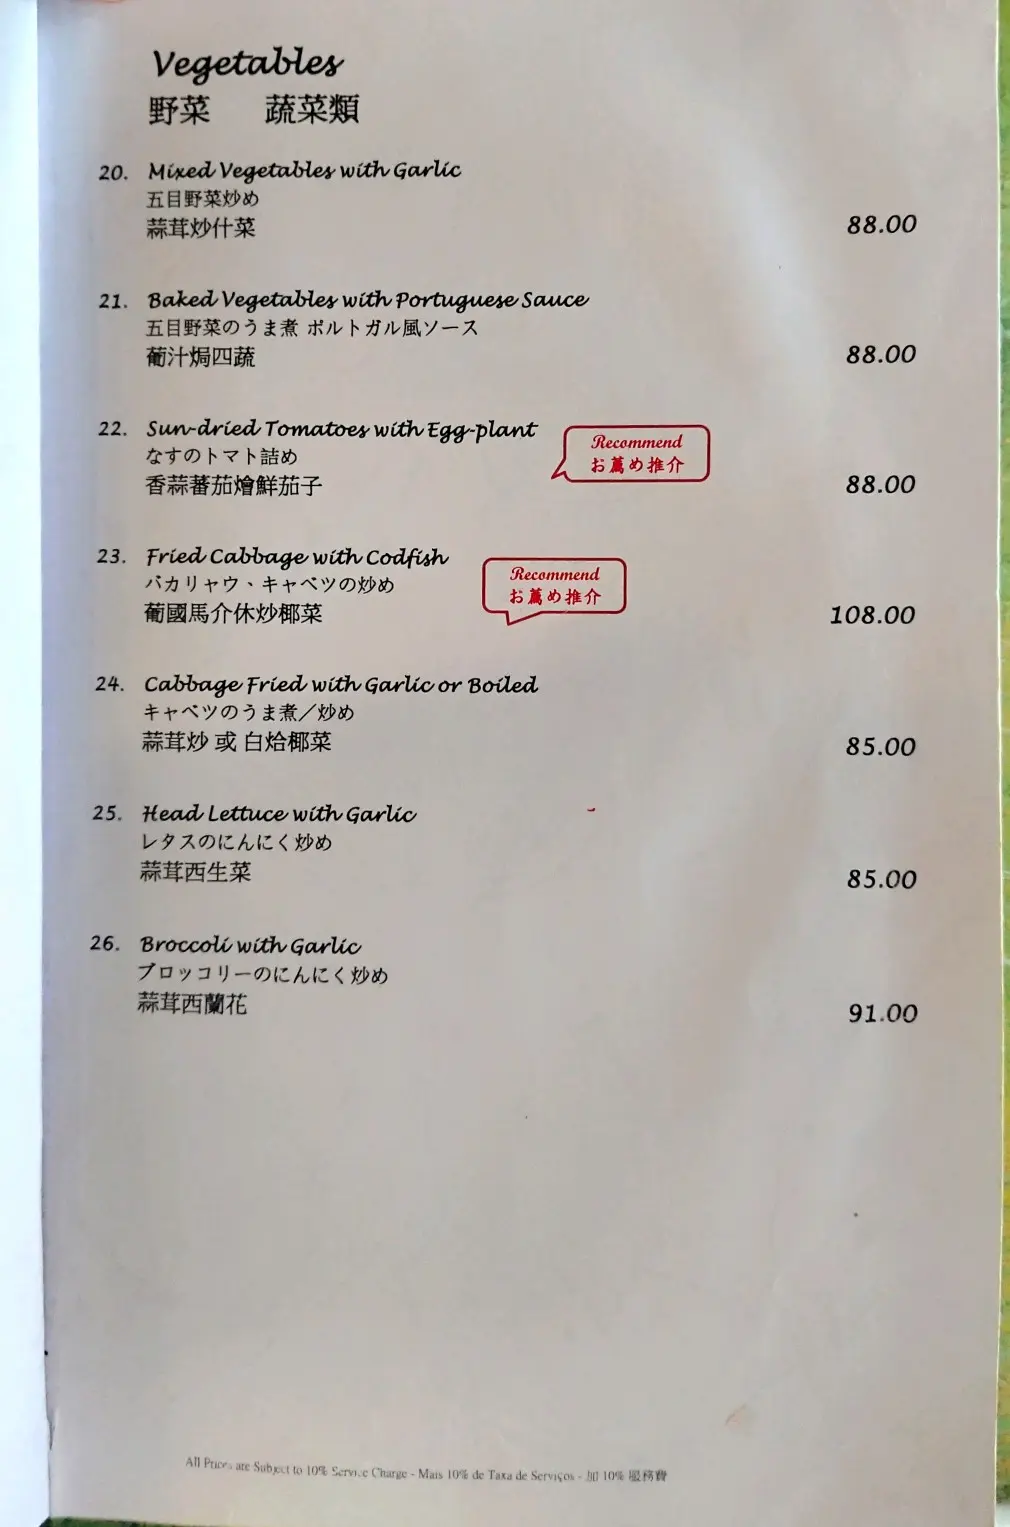 Vegetables
野菜 蔬菜類
20. Mixed Vegetables with Garlic
五目野菜炒め
蒜茸炒什菜 88.00
21. Baked Vegetables with Portuguese Sauce
五目野菜のうま煮 ポルトガル風ソース
葡汁焗四蔬 88.00
22. Sun-dried Tomatoes with Egg-plant
なすのトマト詰め
香蒜蕃茄燴鮮茄子 88.00
Recommend
お薦め推介
23. Fried Cabbage with Codfish
バカリャウ、キャベツの炒め
葡國馬介休炒椰菜 108.00
Recommend
お薦め推介
24. Cabbage Fried with Garlic or Boiled
キャベツのうま煮／炒め
蒜茸炒 或 白烚椰菜 85.00
25. Head Lettuce with Garlic
レタスのにんにく炒め
蒜茸西生菜 85.00
26. Broccoli with Garlic
ブロッコリーのにんにく炒め
蒜茸西蘭花 91.00
All Prices are Subject to 10% Service Charge - Mais 10% de Taxa de Serviços - 加 10% 服務費